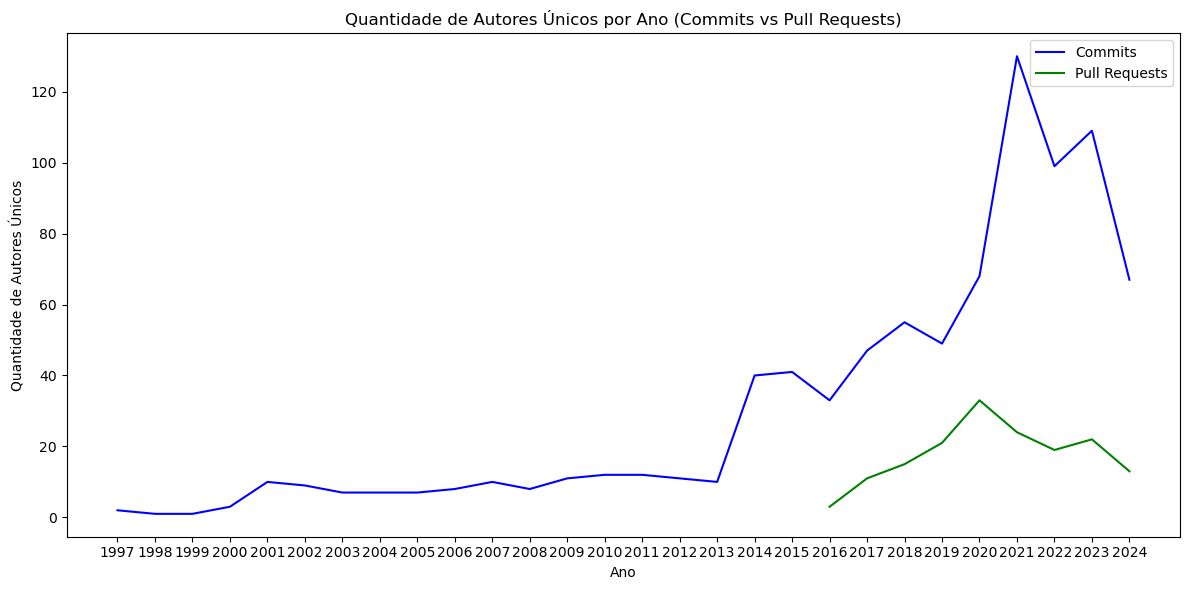 Quantidade de Autores Únicos por Ano (Commits vs Pull Requests)
Commits
Pull Requests
Quantidade de Autores Únicos
120
100
80
60
40
20
0
1997 1998 1999 2000 2001 2002 2003 2004 2005 2006 2007 2008 2009 2010 2011 2012 2013 2014 2015 2016 2017 2018 2019 2020 2021 2022 2023 2024
Ano